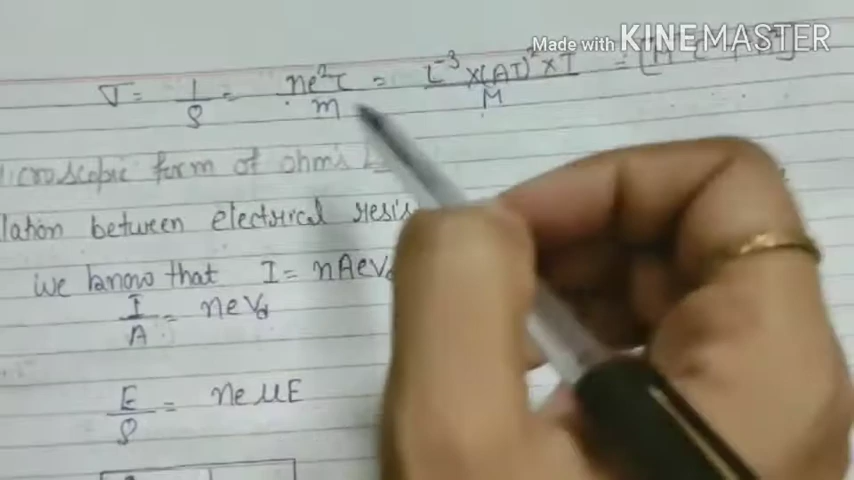 Made with KINEMASTER
σ = 1/ρ = ne²τ/m = L⁻³ × (AT)² × T / M = [M
microscopic form of ohm's
lation between electrical resis
we know that I = nAeVd
I/A = neVd
E/ρ = neμE